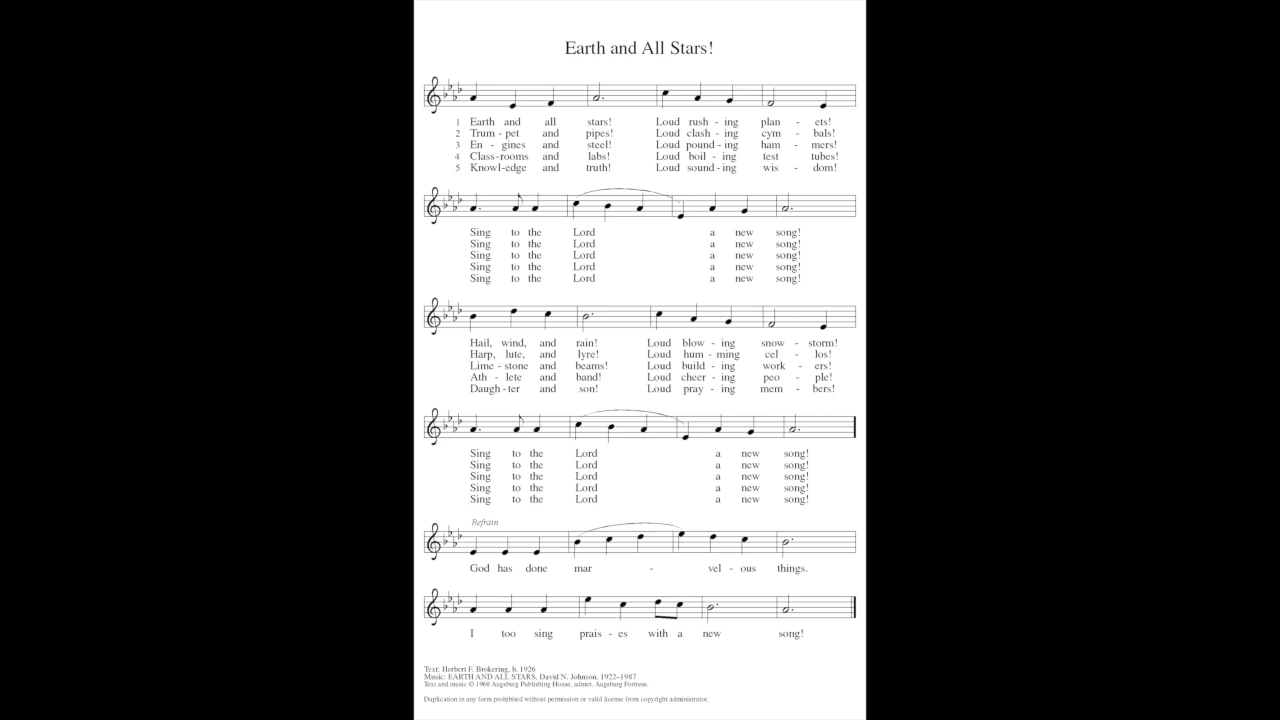 Earth and All Stars!
1 Earth and all stars! Loud rush - ing plan - ets!
2 Trum - pet and pipes! Loud clash - ing cym - bals!
3 En - gines and steel! Loud pound - ing ham - mers!
4 Class - rooms and labs! Loud boil - ing test tubes!
5 Knowl - edge and truth! Loud sound - ing wis - dom!
Sing to the Lord a new song!
Sing to the Lord a new song!
Sing to the Lord a new song!
Sing to the Lord a new song!
Sing to the Lord a new song!
Hail, wind, and rain! Loud blow - ing snow - storm!
Harp, lute, and lyre! Loud hum - ming cel - los!
Lime - stone and beams! Loud build - ing work - ers!
Ath - lete and band! Loud cheer - ing peo - ple!
Daugh - ter and son! Loud pray - ing mem - bers!
Sing to the Lord a new song!
Sing to the Lord a new song!
Sing to the Lord a new song!
Sing to the Lord a new song!
Sing to the Lord a new song!
Refrain
God has done mar - vel - ous things.
I too sing prais - es with a new song!
Text: Herbert F. Brokering, b. 1926
Music: EARTH AND ALL STARS, David N. Johnson, 1922–1987
Text and music © 1968 Augsburg Publishing House, admin. Augsburg Fortress.
Duplication in any form prohibited without permission or valid license from copyright administrator.